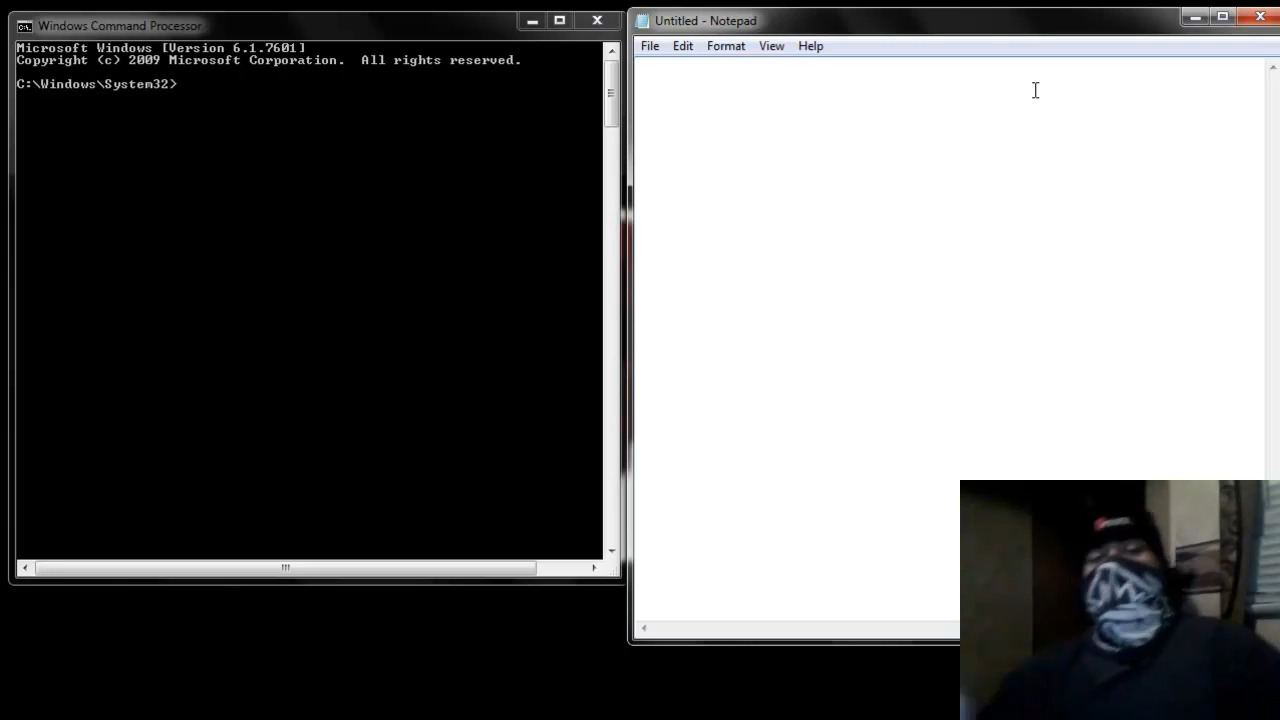 Windows Command Processor
Microsoft Windows [Version 6.1.7601]
Copyright (c) 2009 Microsoft Corporation.  All rights reserved.
C:\Windows\System32>
Untitled - Notepad
File Edit Format View Help